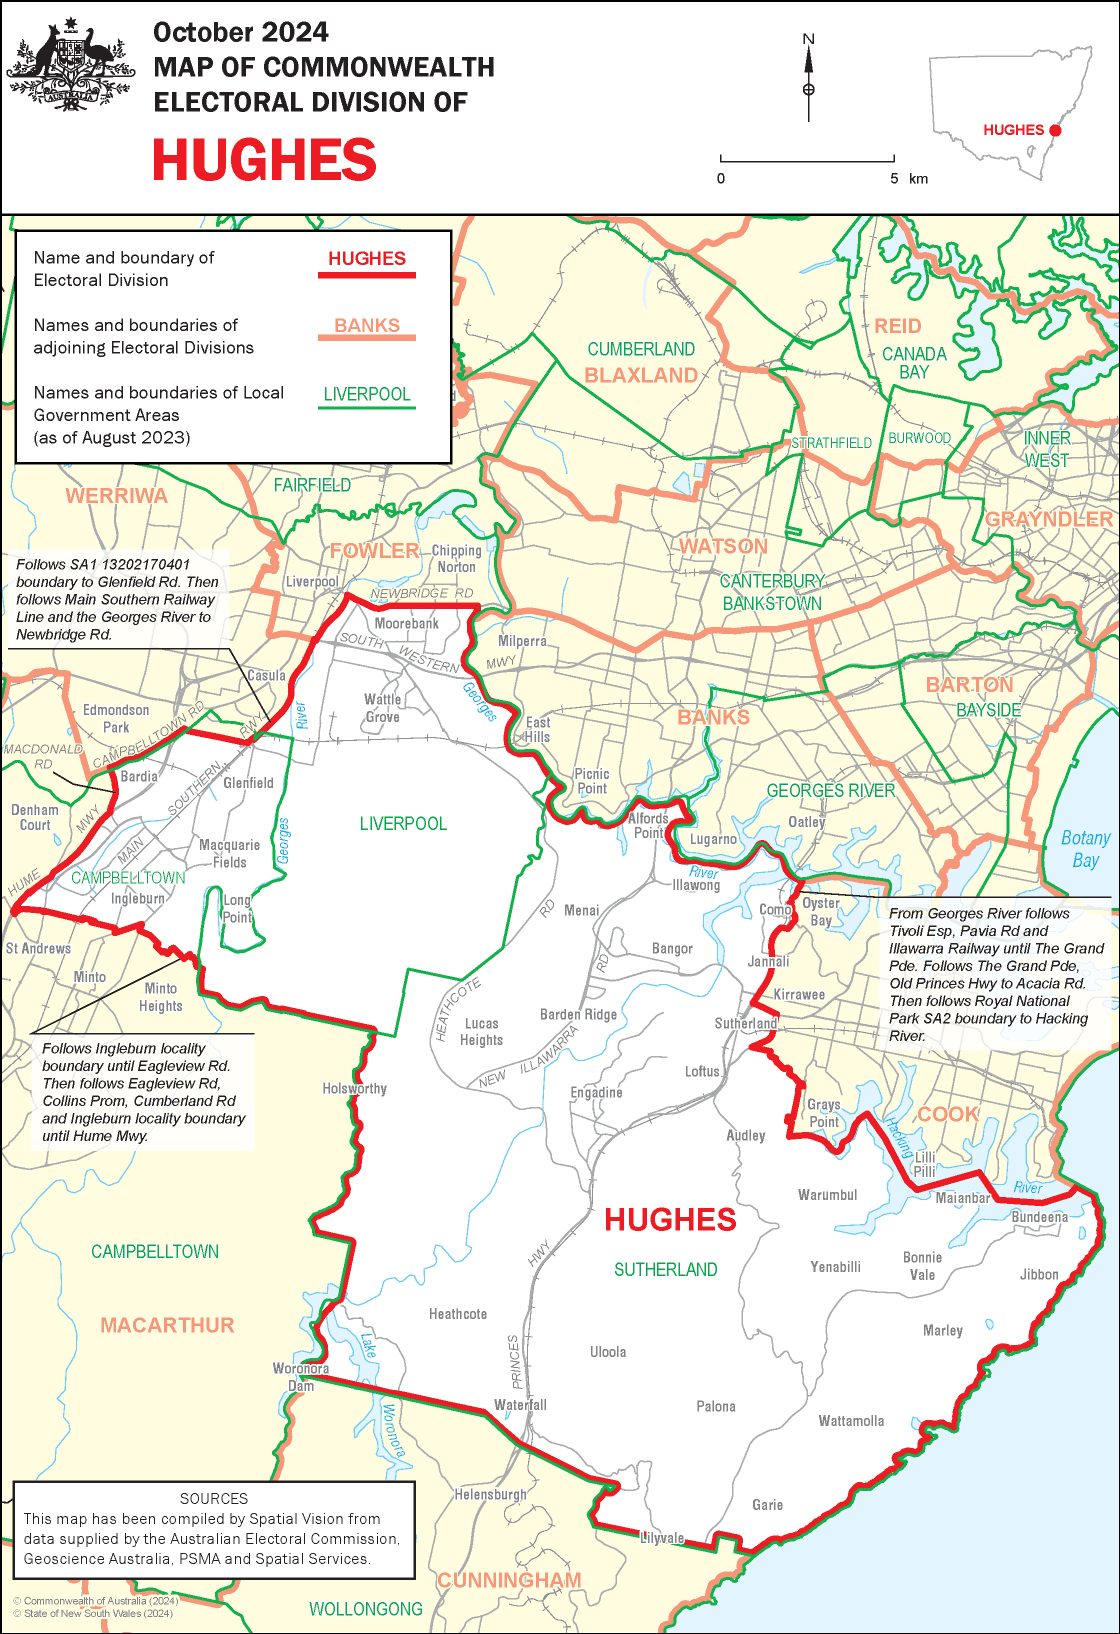 October 2024
MAP OF COMMONWEALTH
ELECTORAL DIVISION OF
HUGHES
AUSTRALIA
N
0 5 km
HUGHES
Name and boundary of
Electoral Division
HUGHES
Names and boundaries of
adjoining Electoral Divisions
BANKS
Names and boundaries of Local
Government Areas
(as of August 2023)
LIVERPOOL
CUMBERLAND
BLAXLAND
REID
CANADA
BAY
STRATHFIELD
BURWOOD
INNER
WEST
WERRIWA
FAIRFIELD
GRAYNDLER
FOWLER
Chipping
Norton
WATSON
CANTERBURY
BANKSTOWN
Follows SA1 13202170401
boundary to Glenfield Rd. Then
follows Main Southern Railway
Line and the Georges River to
Newbridge Rd.
Liverpool
NEWBRIDGE RD
Moorebank
SOUTH WESTERN MWY
Milperra
Casula
Wattle
Grove
River
Georges
Edmondson
Park
CAMPBELLTOWN RD
RWY
East
Hills
BANKS
BARTON
BAYSIDE
MACDONALD
RD
Bardia
SOUTHERN
Glenfield
Picnic
Point
GEORGES RIVER
Denham
Court
MWY
MAIN
Macquarie
Fields
Georges
LIVERPOOL
Alfords
Point
Lugarno
Oatley
Botany
Bay
HUME
CAMPBELLTOWN
Ingleburn
Long
Point
River
Illawong
Menai
RD
Como
Oyster
Bay
St Andrews
Minto
Minto
Heights
Bangor
RD
Jannali
Kirrawee
From Georges River follows
Tivoli Esp, Pavia Rd and
Illawarra Railway until The Grand
Pde. Follows The Grand Pde,
Old Princes Hwy to Acacia Rd.
Then follows Royal National
Park SA2 boundary to Hacking
River.
HEATHCOTE
Lucas
Heights
Barden Ridge
Sutherland
NEW ILLAWARRA
Follows Ingleburn locality
boundary until Eagleview Rd.
Then follows Eagleview Rd,
Collins Prom, Cumberland Rd
and Ingleburn locality boundary
until Hume Mwy.
Holsworthy
Engadine
Loftus
Grays
Point
COOK
Audley
Hacking
Lilli
Pilli
River
Warumbul
Maianbar
Bundeena
HUGHES
SUTHERLAND
CAMPBELLTOWN
HWY
Yenabilli
Bonnie
Vale
Jibbon
MACARTHUR
Heathcote
Marley
Lake
PRINCES
Uloola
Woronora
Dam
Woronora
Waterfall
Palona
Wattamolla
Helensburgh
Garie
Lilyvale
SOURCES
This map has been compiled by Spatial Vision from
data supplied by the Australian Electoral Commission,
Geoscience Australia, PSMA and Spatial Services.
CUNNINGHAM
WOLLONGONG
© Commonwealth of Australia (2024)
© State of New South Wales (2024)